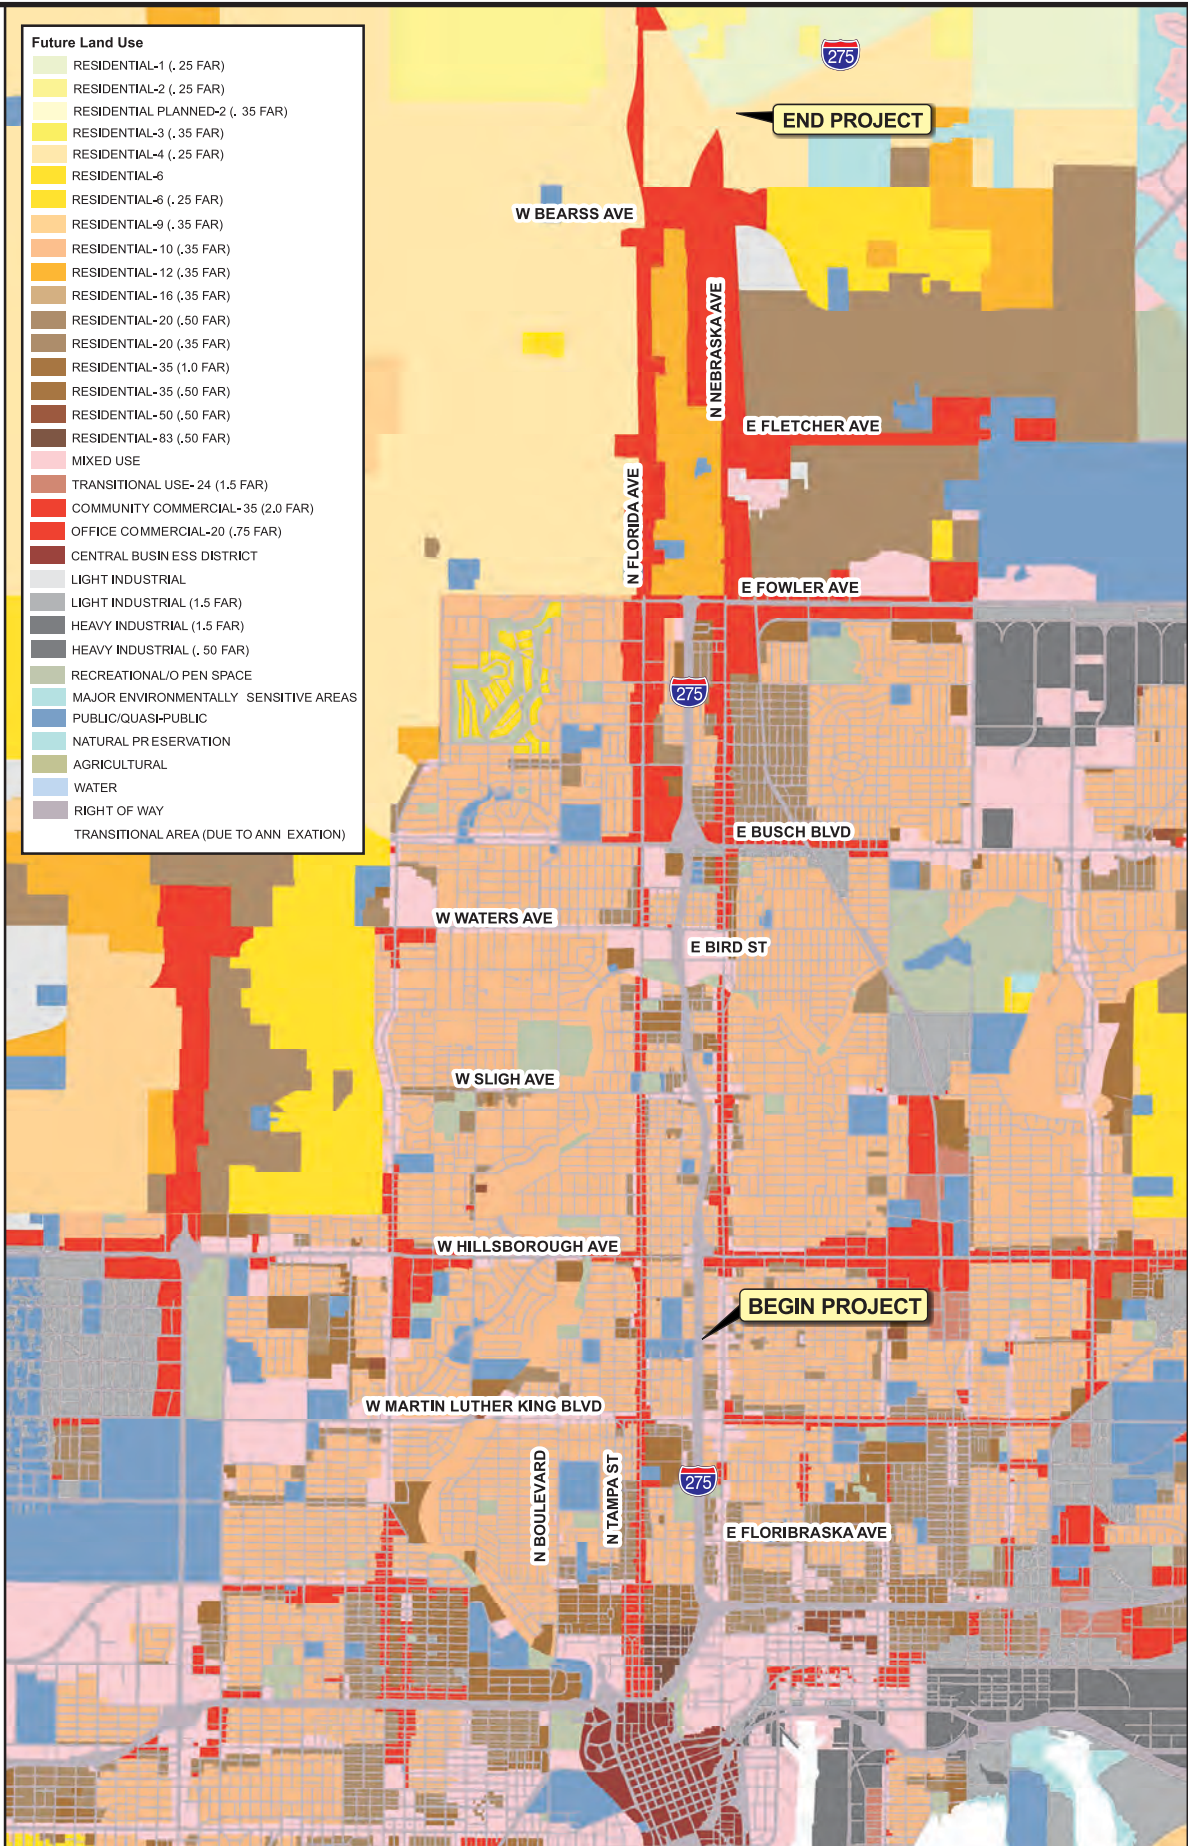 Future Land Use
RESIDENTIAL-1 (. 25 FAR)
RESIDENTIAL-2 (. 25 FAR)
RESIDENTIAL PLANNED-2 (. 35 FAR)
RESIDENTIAL-3 (. 35 FAR)
RESIDENTIAL-4 (. 25 FAR)
RESIDENTIAL-6
RESIDENTIAL-6 (. 25 FAR)
RESIDENTIAL-9 (. 35 FAR)
RESIDENTIAL- 10 (.35 FAR)
RESIDENTIAL- 12 (.35 FAR)
RESIDENTIAL- 16 (.35 FAR)
RESIDENTIAL- 20 (.50 FAR)
RESIDENTIAL- 20 (.35 FAR)
RESIDENTIAL- 35 (1.0 FAR)
RESIDENTIAL- 35 (.50 FAR)
RESIDENTIAL- 50 (.50 FAR)
RESIDENTIAL- 83 (.50 FAR)
MIXED USE
TRANSITIONAL USE- 24 (1.5 FAR)
COMMUNITY COMMERCIAL- 35 (2.0 FAR)
OFFICE COMMERCIAL-20 (.75 FAR)
CENTRAL BUSIN ESS DISTRICT
LIGHT INDUSTRIAL
LIGHT INDUSTRIAL (1.5 FAR)
HEAVY INDUSTRIAL (1.5 FAR)
HEAVY INDUSTRIAL (. 50 FAR)
RECREATIONAL/O PEN SPACE
MAJOR ENVIRONMENTALLY SENSITIVE AREAS
PUBLIC/QUASI-PUBLIC
NATURAL PR ESERVATION
AGRICULTURAL
WATER
RIGHT OF WAY
TRANSITIONAL AREA (DUE TO ANN EXATION)
275
END PROJECT
W BEARSS AVE
N NEBRASKA AVE
E FLETCHER AVE
N FLORIDA AVE
E FOWLER AVE
275
E BUSCH BLVD
W WATERS AVE
E BIRD ST
W SLIGH AVE
W HILLSBOROUGH AVE
BEGIN PROJECT
W MARTIN LUTHER KING BLVD
N BOULEVARD
N TAMPA ST
275
E FLORIBRASKA AVE